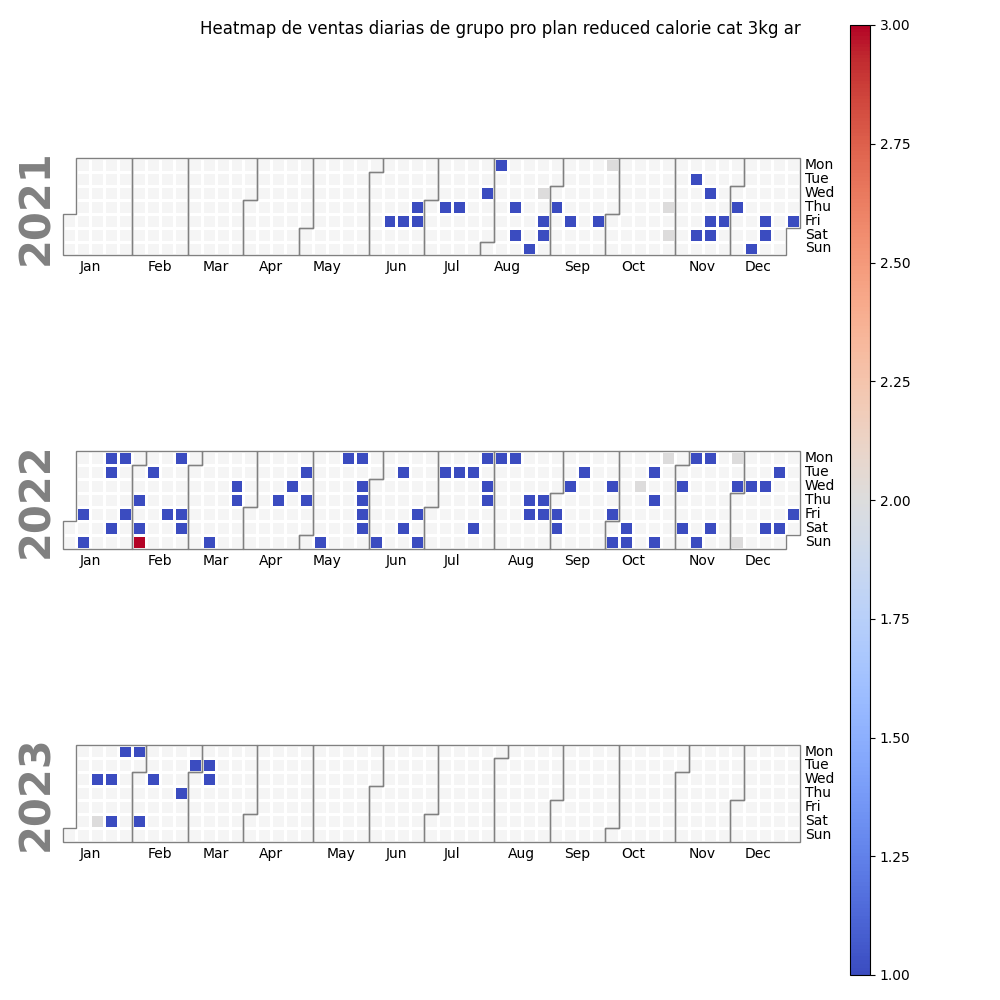 Heatmap de ventas diarias de grupo pro plan reduced calorie cat 3kg ar
2021
Mon
Tue
Wed
Thu
Fri
Sat
Sun
Jan Feb Mar Apr May Jun Jul Aug Sep Oct Nov Dec
2022
Mon
Tue
Wed
Thu
Fri
Sat
Sun
Jan Feb Mar Apr May Jun Jul Aug Sep Oct Nov Dec
2023
Mon
Tue
Wed
Thu
Fri
Sat
Sun
Jan Feb Mar Apr May Jun Jul Aug Sep Oct Nov Dec
3.00
2.75
2.50
2.25
2.00
1.75
1.50
1.25
1.00